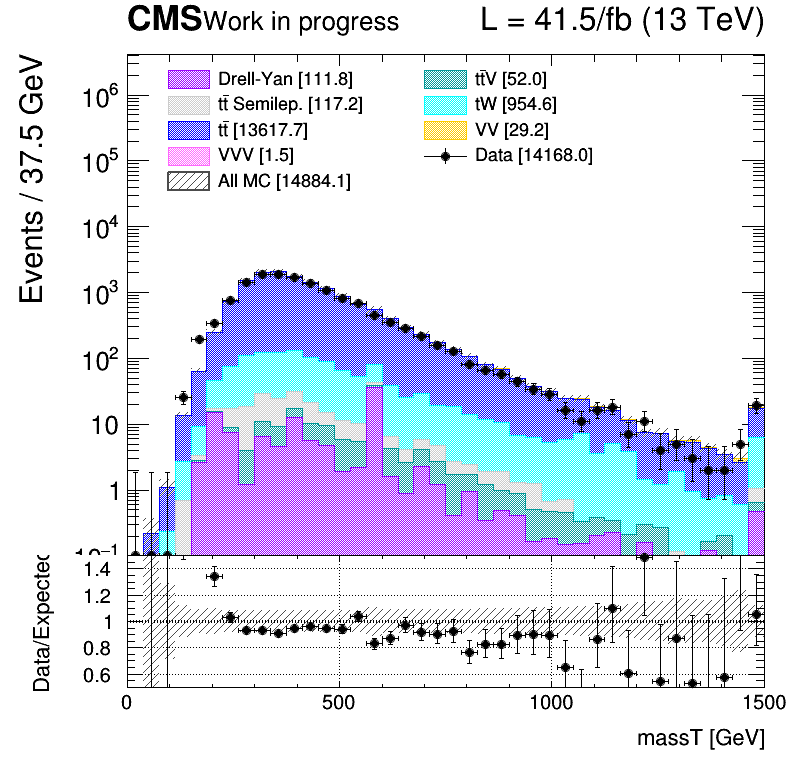 CMS Work in progress L = 41.5/fb (13 TeV)
Events / 37.5 GeV
Drell-Yan [111.8] tt̄V [52.0]
tt̄ Semilep. [117.2] tW [954.6]
tt̄ [13617.7] VV [29.2]
VVV [1.5] Data [14168.0]
All MC [14884.1]
10⁶
10⁵
10⁴
10³
10²
10
1
10⁻¹
Data/Expected
1.4
1.2
1
0.8
0.6
0 500 1000 1500
massT [GeV]